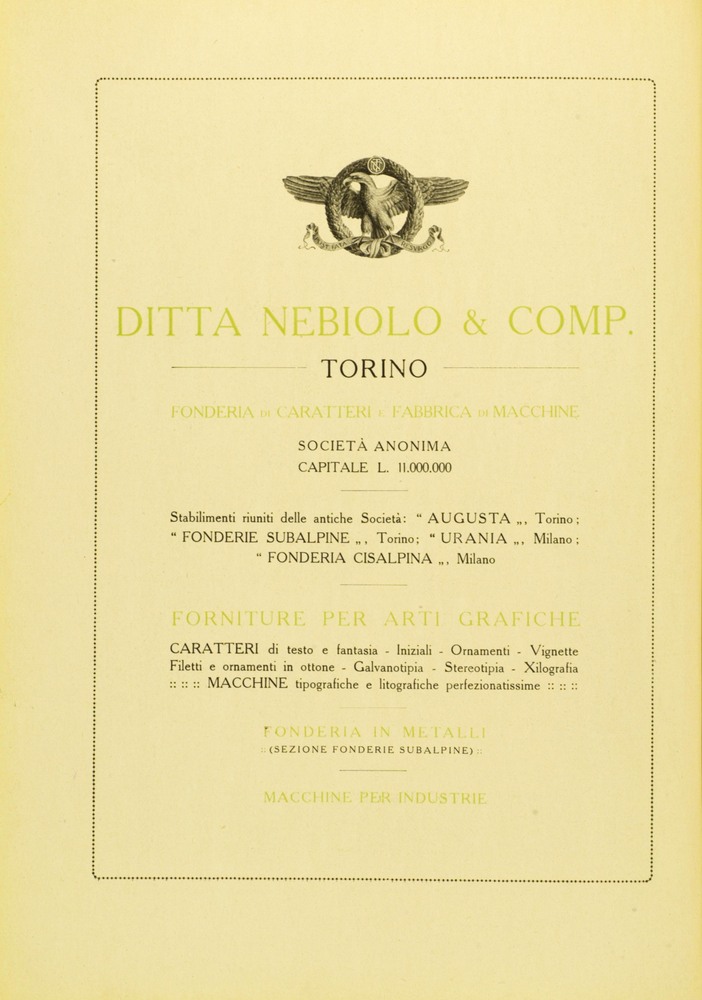 DITTA NEBIOLO & COMP.
TORINO
FONDERIA DI CARATTERI E FABBRICA DI MACCHINE
SOCIETÀ ANONIMA
CAPITALE L. 11.000.000
Stabilimenti riuniti delle antiche Società: “ AUGUSTA „, Torino ;
“ FONDERIE SUBALPINE „, Torino; “ URANIA „, Milano ;
“ FONDERIA CISALPINA „, Milano
FORNITURE PER ARTI GRAFICHE
CARATTERI di testo e fantasia - Iniziali - Ornamenti - Vignette
Filetti e ornamenti in ottone - Galvanotipia - Stereotipia - Xilografia
:: :: :: MACCHINE tipografiche e litografiche perfezionatissime :: :: ::
FONDERIA IN METALLI
:: (SEZIONE FONDERIE SUBALPINE) ::
MACCHINE PER INDUSTRIE